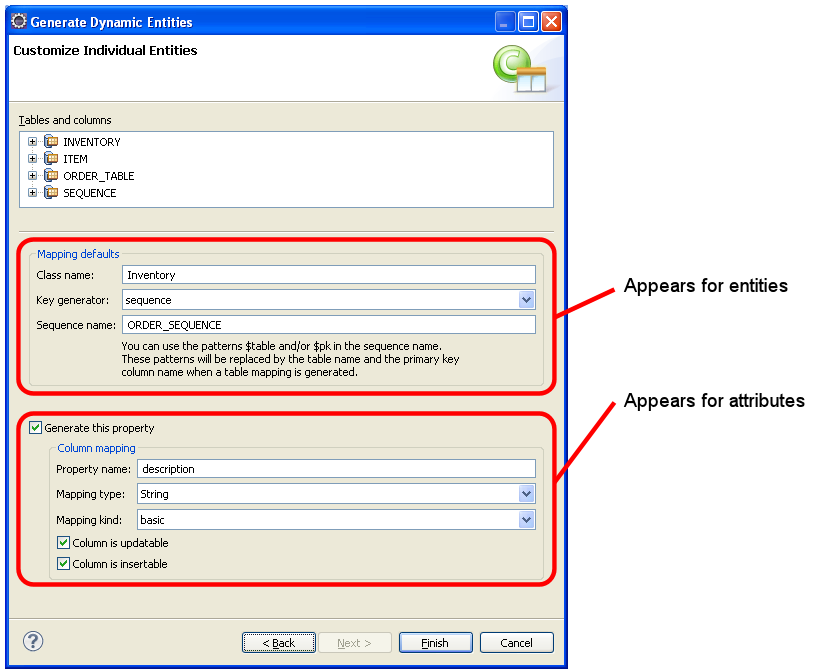 Generate Dynamic Entities
Customize Individual Entities
Tables and columns
INVENTORY
ITEM
ORDER_TABLE
SEQUENCE
Mapping defaults
Class name: Inventory
Key generator: sequence
Sequence name: ORDER_SEQUENCE
You can use the patterns $table and/or $pk in the sequence name.
These patterns will be replaced by the table name and the primary key
column name when a table mapping is generated.
Appears for entities
Appears for attributes
Generate this property
Column mapping
Property name: description
Mapping type: String
Mapping kind: basic
Column is updatable
Column is insertable
? < Back Next > Finish Cancel